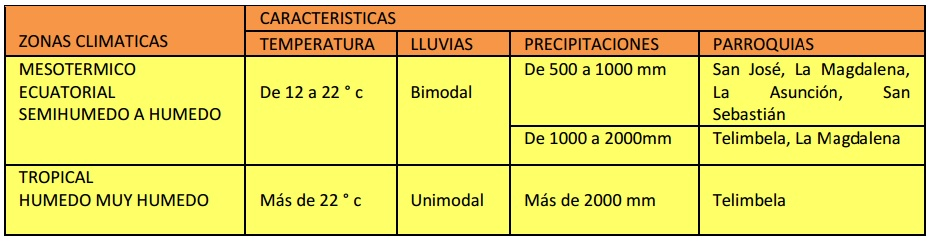 CARACTERISTICAS
ZONAS CLIMATICAS
TEMPERATURA LLUVIAS PRECIPITACIONES PARROQUIAS
MESOTERMICO
ECUATORIAL
SEMIHUMEDO A HUMEDO
De 12 a 22 ° c
Bimodal
De 500 a 1000 mm
San José, La Magdalena,
La Asunción, San
Sebastián
De 1000 a 2000mm
Telimbela, La Magdalena
TROPICAL
HUMEDO MUY HUMEDO
Más de 22 ° c
Unimodal
Más de 2000 mm
Telimbela